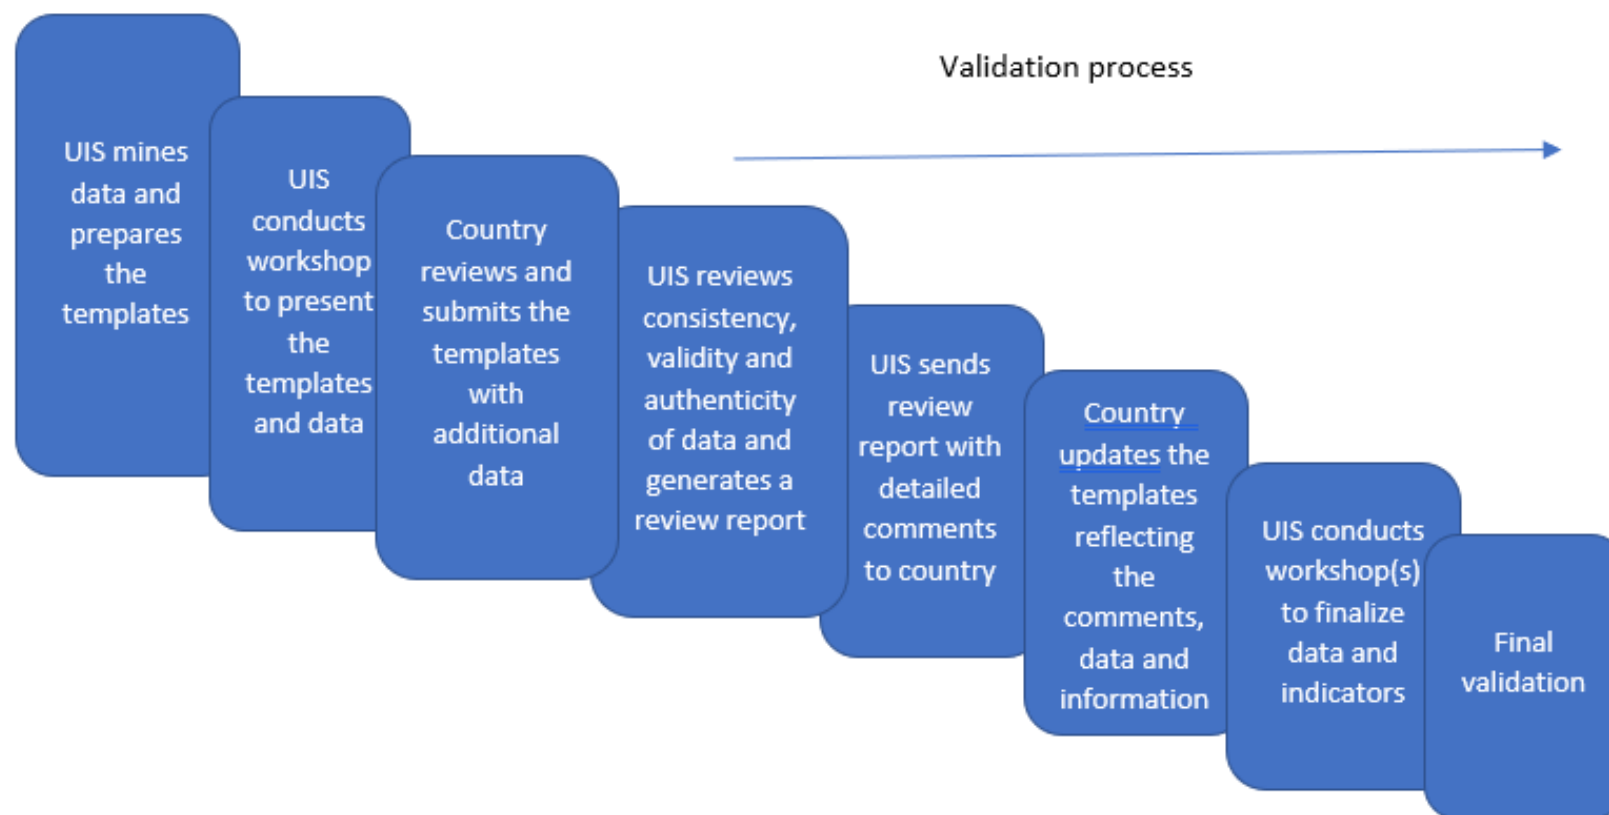 Validation process
UIS mines
data and
prepares
the
templates
UIS
conducts
workshop
to present
the
templates
and data
Country
reviews and
submits the
templates
with
additional
data
UIS reviews
consistency,
validity and
authenticity
of data and
generates a
review report
UIS sends
review
report with
detailed
comments
to country
Country
updates the
templates
reflecting
the
comments,
data and
information
UIS conducts
workshop(s)
to finalize
data and
indicators
Final
validation